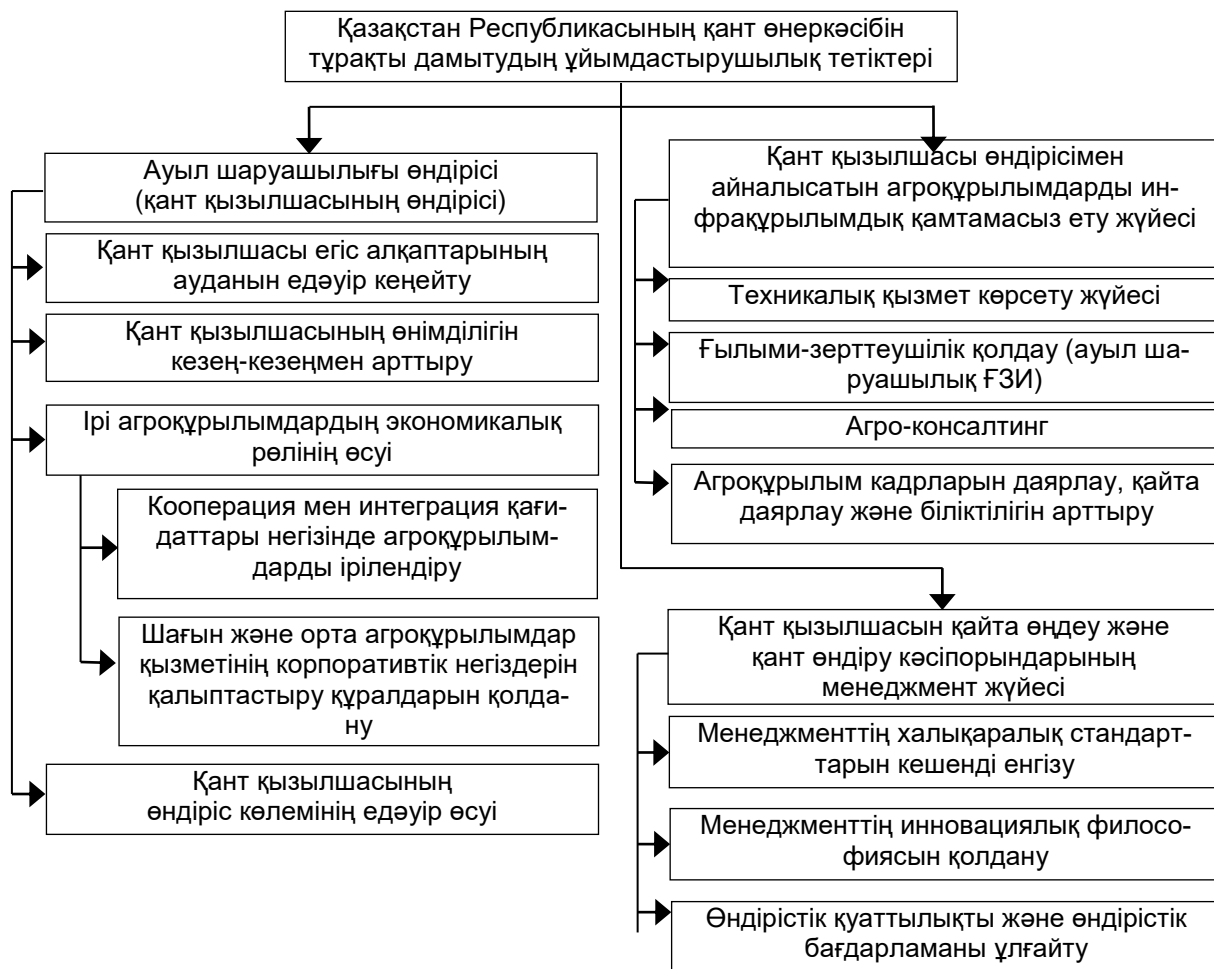 Қазақстан Республикасының қант өнеркәсібін
тұрақты дамытудың ұйымдастырушылық тетіктері
Ауыл шаруашылығы өндірісі
(қант қызылшасының өндірісі)
Қант қызылшасы егіс алқаптарының
ауданын едәуір кеңейту
Қант қызылшасының өнімділігін
кезең-кезеңмен арттыру
Ірі агроқұрылымдардың экономикалық
рөлінің өсуі
Кооперация мен интеграция қағи-
даттары негізінде агроқұрылым-
дарды ірілендіру
Шағын және орта агроқұрылымдар
қызметінің корпоративтік негіздерін
қалыптастыру құралдарын қолда-
ну
Қант қызылшасының
өндіріс көлемінің едәуір өсуі
Қант қызылшасы өндірісімен
айналысатын агроқұрылымдарды ин-
фрақұрылымдық қамтамасыз ету жүйесі
Техникалық қызмет көрсету жүйесі
Ғылыми-зерттеушілік қолдау (ауыл ша-
руашылық ҒЗИ)
Агро-консалтинг
Агроқұрылым кадрларын даярлау, қайта
даярлау және біліктілігін арттыру
Қант қызылшасын қайта өңдеу және
қант өндіру кәсіпорындарының
менеджмент жүйесі
Менеджменттің халықаралық стандарт-
тарын кешенді енгізу
Менеджменттің инновациялық филосо-
фиясын қолдану
Өндірістік қуаттылықты және өндірістік
бағдарламаны ұлғайту